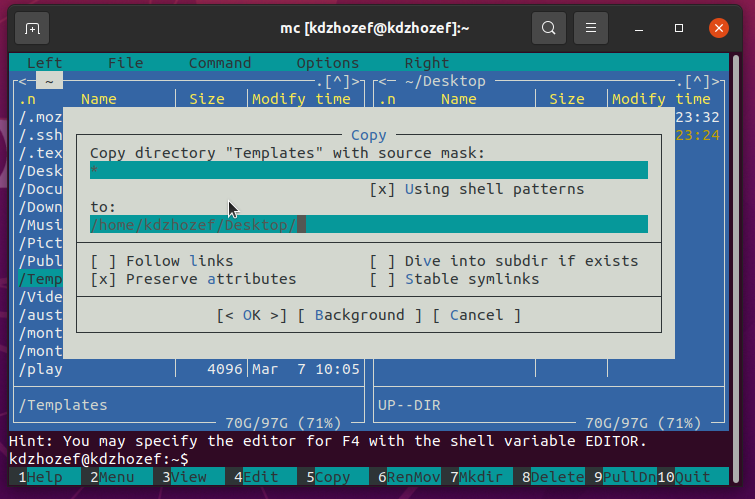 mc [kdzhozef@kdzhozef]:~
Left File Command Options Right
<─ ~ .[^]> <─ ~/Desktop .[^]>
.n Name Size Modify time .n Name Size Modify time
/.moz 23:32
/.ssh 23:24
/.tex
/Desk
/Docu
/Down
/Musi
/Pict
/Publ
/Temp
/Vide
/aust
/mont
/mont
/play 4096 Mar 7 10:05
Copy
Copy directory "Templates" with source mask:
*
[x] Using shell patterns
to:
/home/kdzhozef/Desktop/
[ ] Follow links [ ] Dive into subdir if exists
[x] Preserve attributes [ ] Stable symlinks
[< OK >] [ Background ] [ Cancel ]
/Templates UP--DIR
70G/97G (71%) 70G/97G (71%)
Hint: You may specify the editor for F4 with the shell variable EDITOR.
kdzhozef@kdzhozef:~$
1Help 2Menu 3View 4Edit 5Copy 6RenMov 7Mkdir 8Delete 9PullDn 10Quit